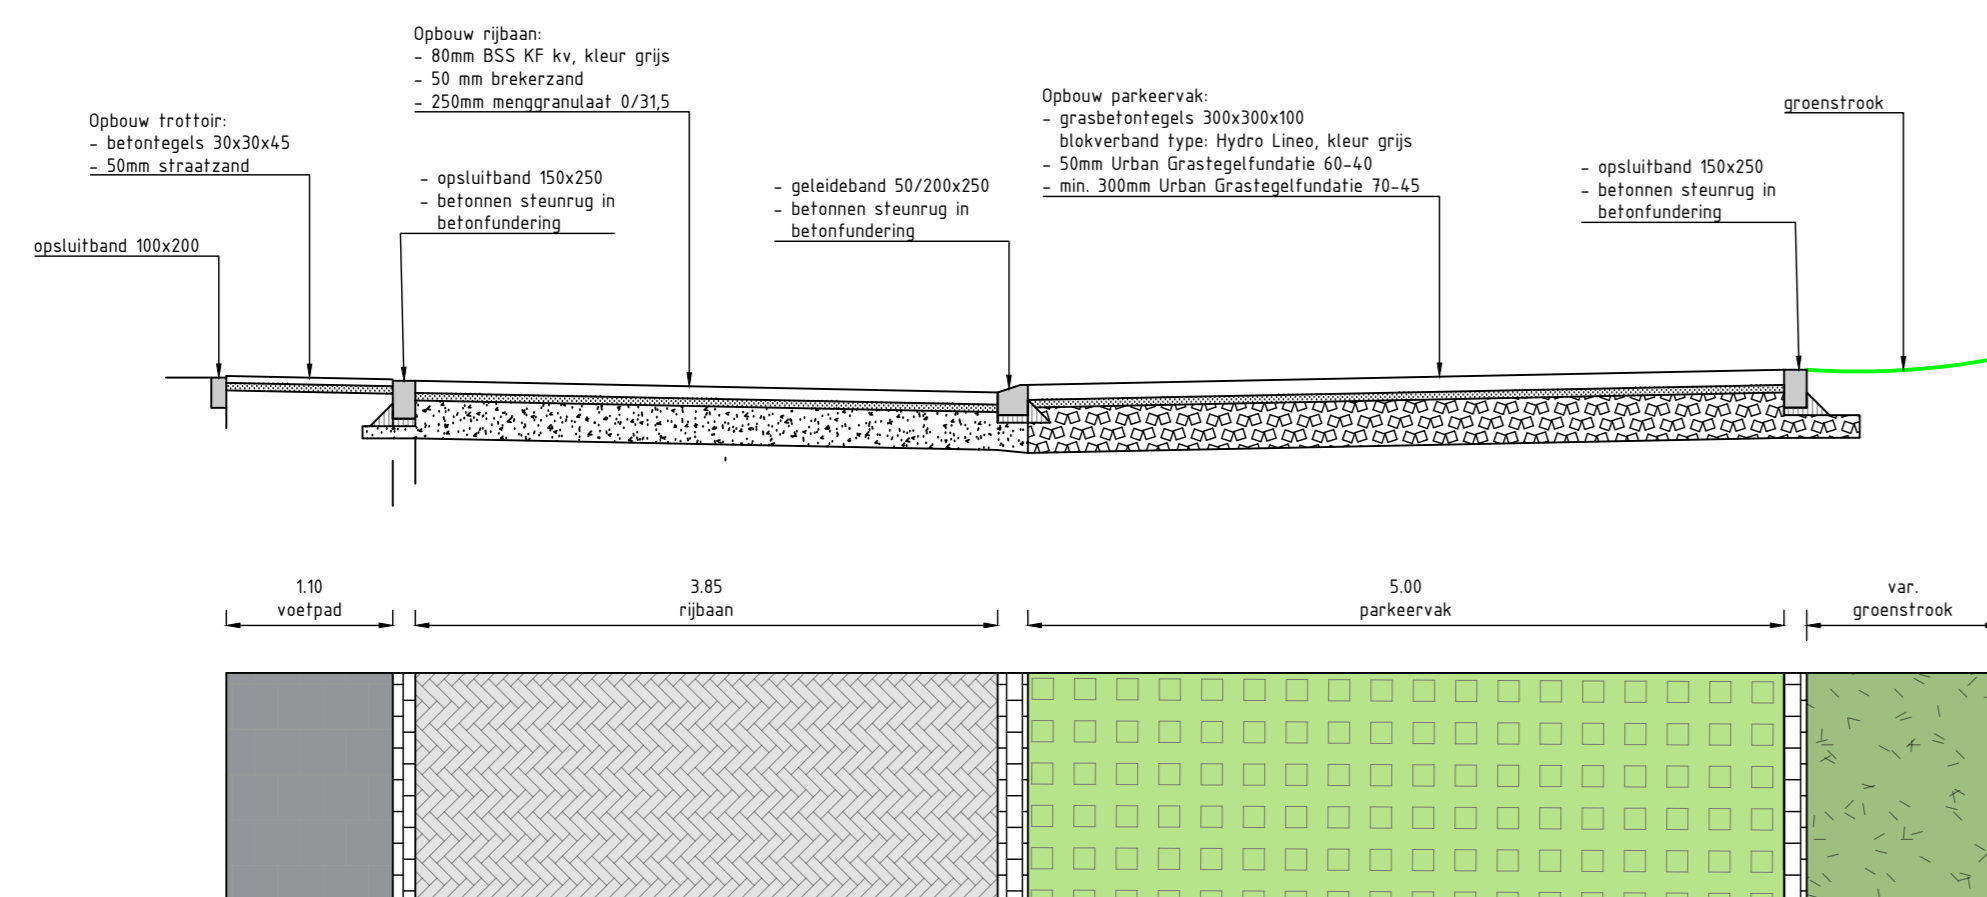 Opbouw rijbaan:
- 80mm BSS KF kv, kleur grijs
- 50 mm brekerzand
- 250mm menggranulaat 0/31,5
Opbouw trottoir:
- betontegels 30x30x45
- 50mm straatzand
opsluitband 100x200
- opsluitband 150x250
- betonnen steunrug in
betonfundering
- geleideband 50/200x250
- betonnen steunrug in
betonfundering
Opbouw parkeervak:
- grasbetontegels 300x300x100
blokverband type: Hydro Lineo, kleur grijs
- 50mm Urban Grastegelfundatie 60-40
- min. 300mm Urban Grastegelfundatie 70-45
- opsluitband 150x250
- betonnen steunrug in
betonfundering
groenstrook
1.10
voetpad
3.85
rijbaan
5.00
parkeervak
var.
groenstrook